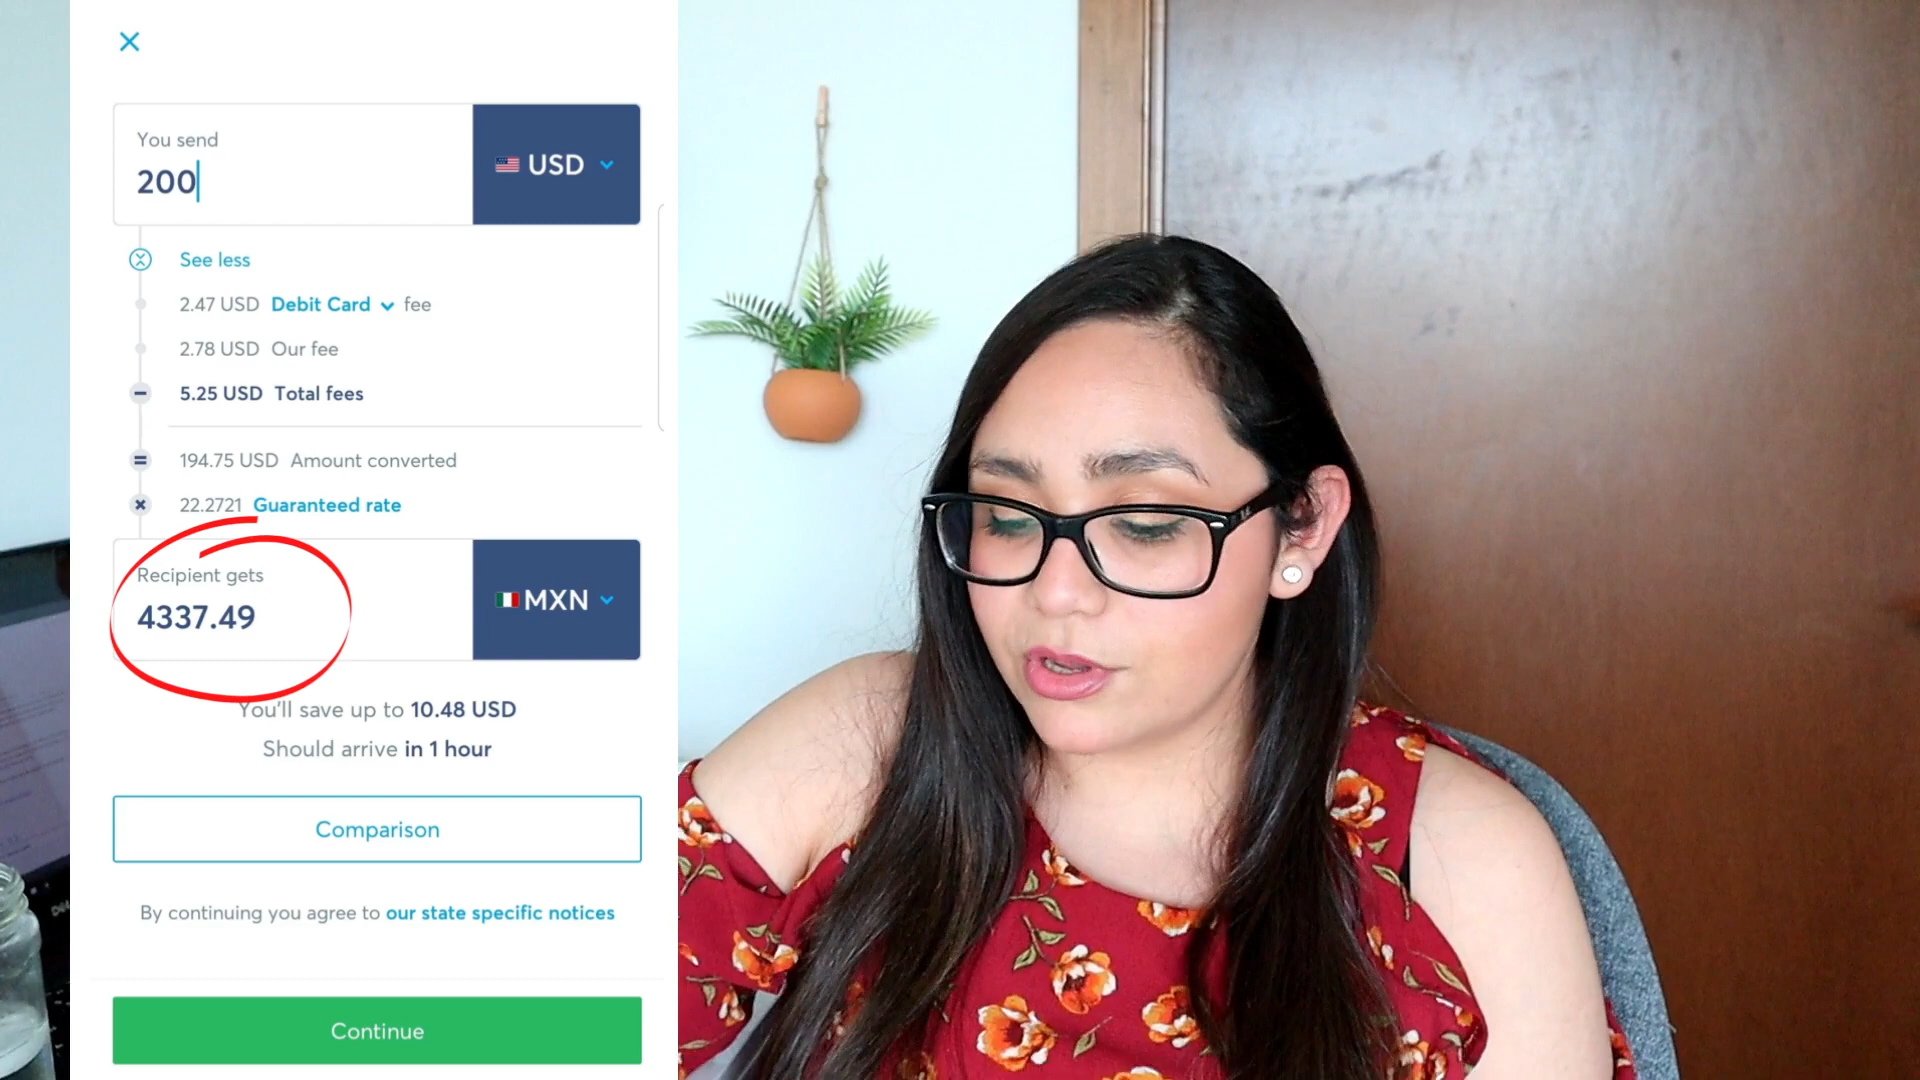 You send
200
USD
See less
2.47 USD Debit Card fee
2.78 USD Our fee
5.25 USD Total fees
194.75 USD Amount converted
22.2721 Guaranteed rate
Recipient gets
4337.49
MXN
You'll save up to 10.48 USD
Should arrive in 1 hour
Comparison
By continuing you agree to our state specific notices
Continue